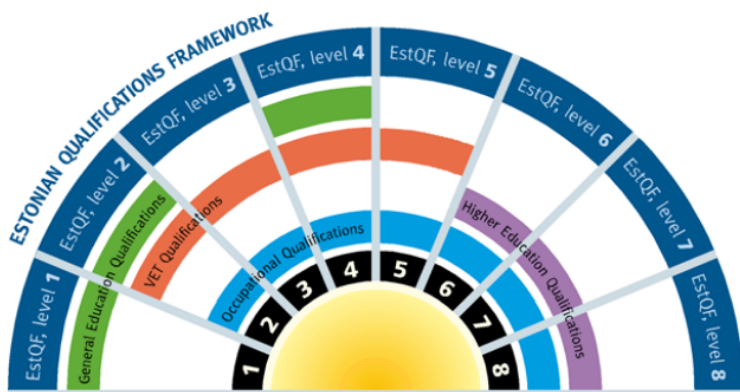 ESTONIAN QUALIFICATIONS FRAMEWORK
EstQF, level 1
EstQF, level 2
EstQF, level 3
EstQF, level 4
EstQF, level 5
EstQF, level 6
EstQF, level 7
EstQF, level 8
General Education Qualifications
VET Qualifications
Occupational Qualifications
Higher Education Qualifications
1
2
3
4
5
6
7
8